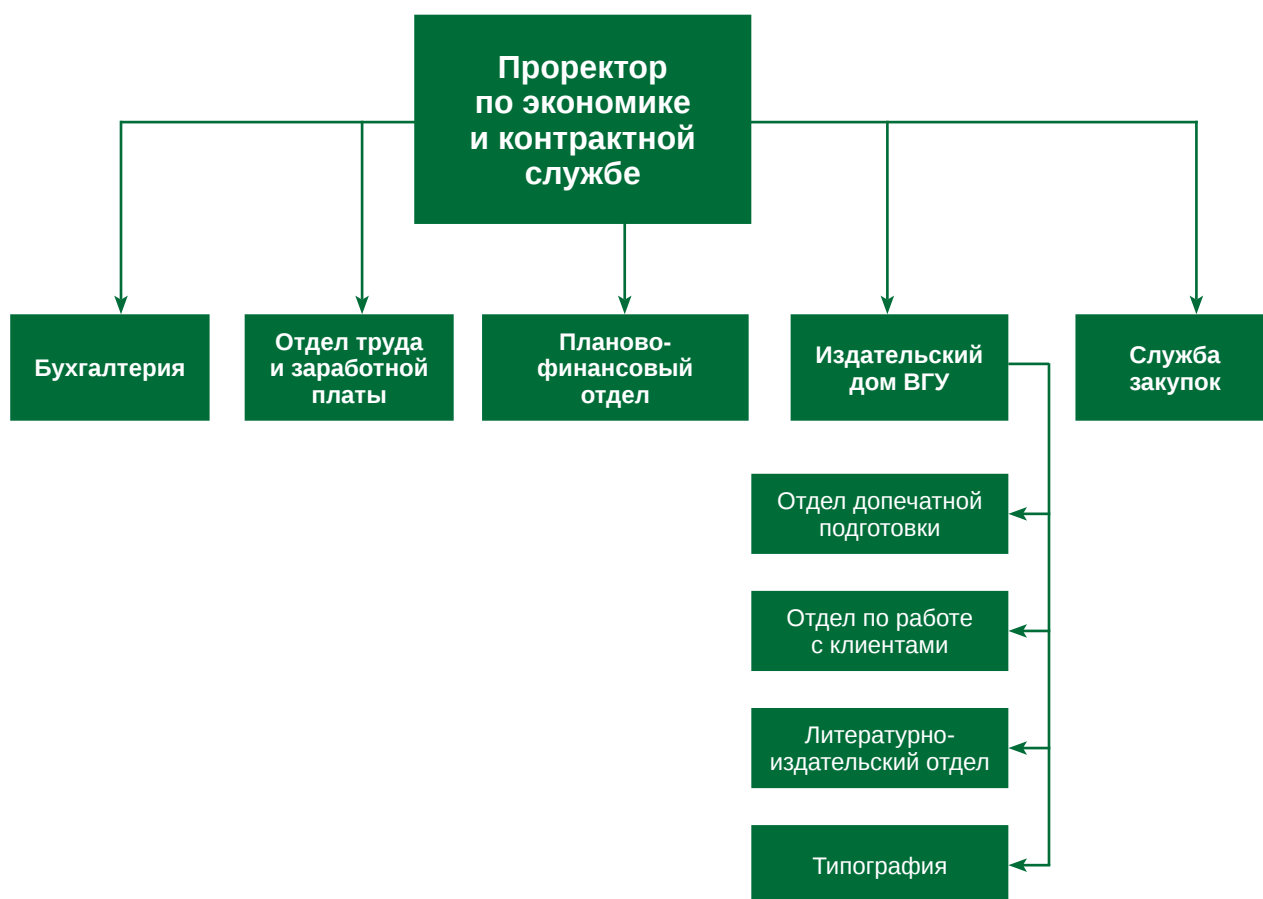 Проректор
по экономике
и контрактной
службе
Бухгалтерия
Отдел труда
и заработной
платы
Планово-
финансовый
отдел
Издательский
дом ВГУ
Служба
закупок
Отдел допечатной
подготовки
Отдел по работе
с клиентами
Литературно-
издательский отдел
Типография